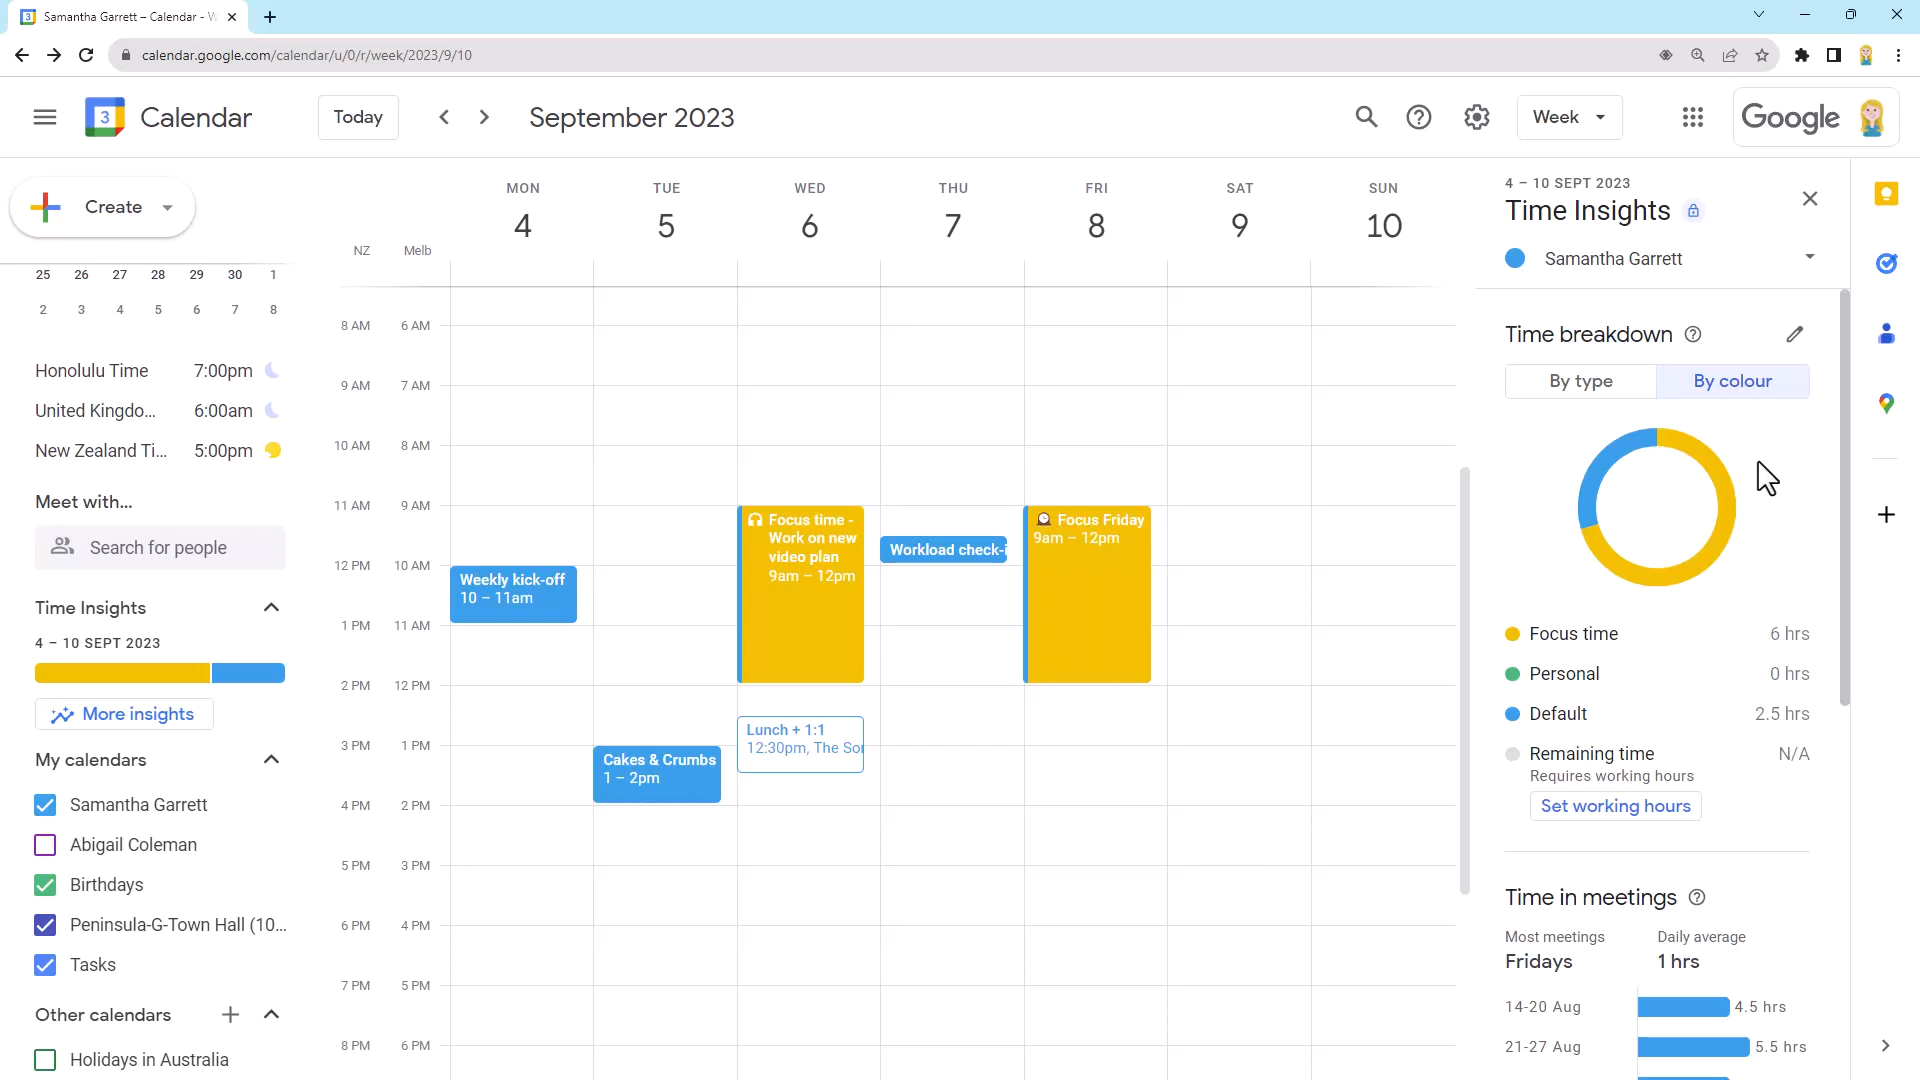 Samantha Garrett – Calendar - W
calendar.google.com/calendar/u/0/r/week/2023/9/10
3
Calendar
Today
September 2023
Week
Google
Create
25 26 27 28 29 30 1
2 3 4 5 6 7 8
Honolulu Time 7:00pm
United Kingdo... 6:00am
New Zealand Ti... 5:00pm
Meet with...
Search for people
Time Insights
4 – 10 SEPT 2023
More insights
My calendars
Samantha Garrett
Abigail Coleman
Birthdays
Peninsula-G-Town Hall (10...
Tasks
Other calendars
Holidays in Australia
NZ Melb
MON TUE WED THU FRI SAT SUN
4 5 6 7 8 9 10
8 AM 6 AM
9 AM 7 AM
10 AM 8 AM
11 AM 9 AM
12 PM 10 AM
1 PM 11 AM
2 PM 12 PM
3 PM 1 PM
4 PM 2 PM
5 PM 3 PM
6 PM 4 PM
7 PM 5 PM
8 PM 6 PM
Weekly kick-off
10 – 11am
Cakes & Crumbs
1 – 2pm
Focus time -
Work on new
video plan
9am – 12pm
Lunch + 1:1
12:30pm, The Sor
Workload check-i
Focus Friday
9am – 12pm
4 – 10 SEPT 2023
Time Insights
Samantha Garrett
Time breakdown
By type By colour
Focus time 6 hrs
Personal 0 hrs
Default 2.5 hrs
Remaining time N/A
Requires working hours
Set working hours
Time in meetings
Most meetings Daily average
Fridays 1 hrs
14-20 Aug 4.5 hrs
21-27 Aug 5.5 hrs